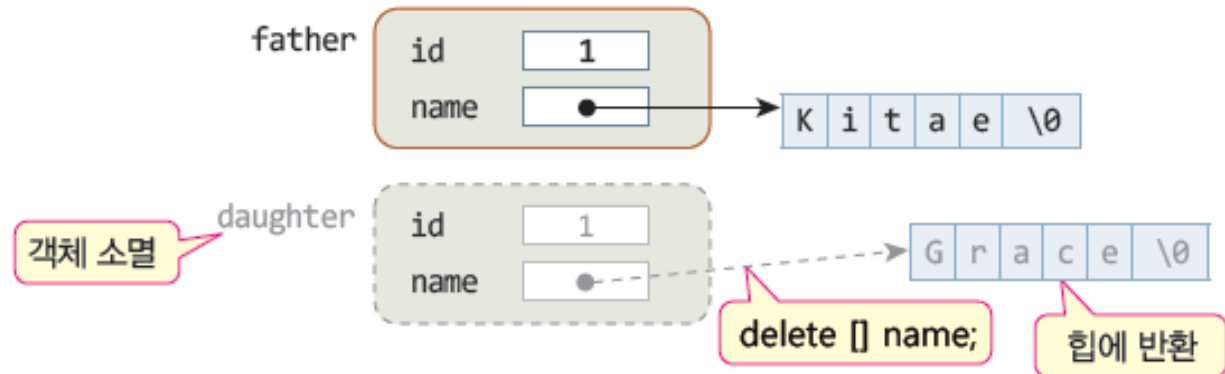 father
id 1
name
K i t a e \0
daughter
객체 소멸
id 1
name
G r a c e \0
delete [] name;
힙에 반환